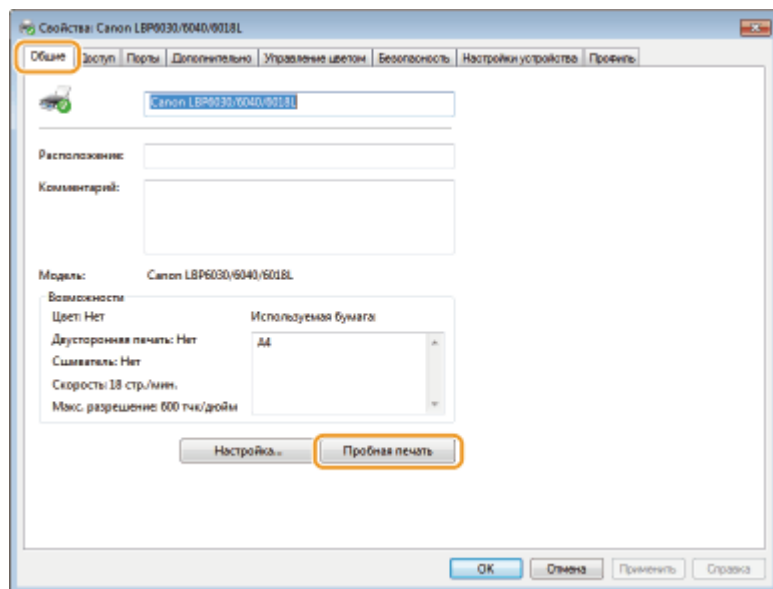 Свойства: Canon LBP6030/6040/6018L
Общие Доступ Порты Дополнительно Управление цветом Безопасность Настройки устройства Профиль
Canon LBP6030/6040/6018L
Расположение:
Комментарий:
Модель: Canon LBP6030/6040/6018L
Возможности
Цвет: Нет Используемая бумага:
Двусторонняя печать: Нет A4
Сшиватель: Нет
Скорость: 18 стр./мин.
Макс. разрешение: 600 тчк/дюйм
Настройка... Пробная печать
OK Отмена Применить Справка